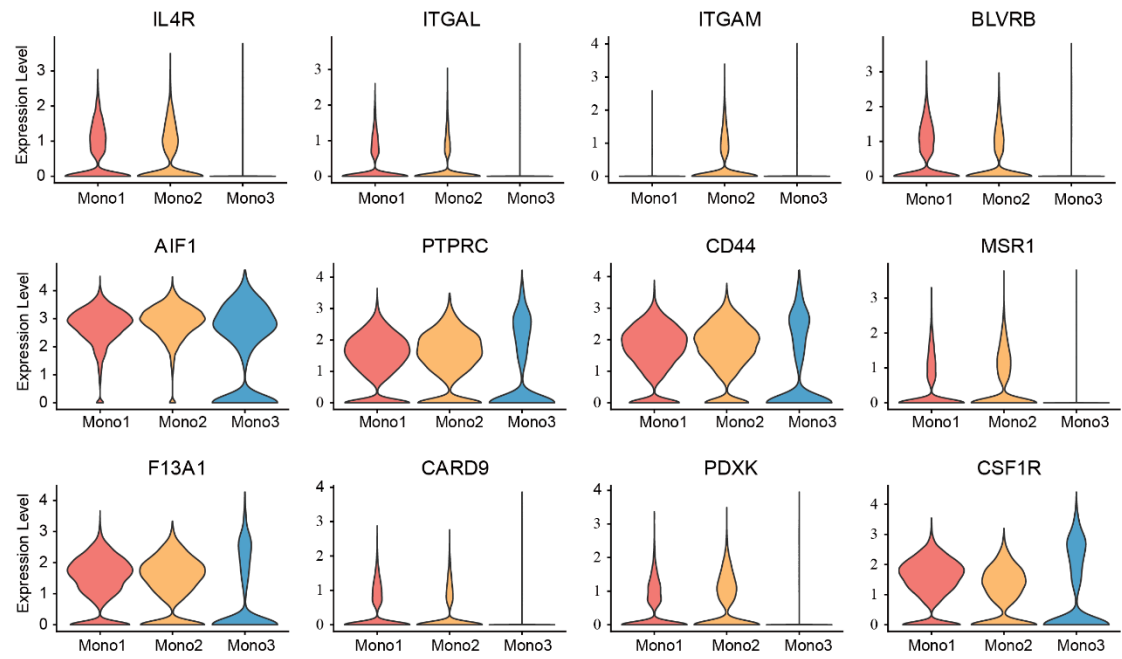 IL4R ITGAL ITGAM BLVRB
Expression Level
3 2 1 0
3 2 1 0
4 3 2 1 0
3 2 1 0
Mono1 Mono2 Mono3 Mono1 Mono2 Mono3 Mono1 Mono2 Mono3 Mono1 Mono2 Mono3
AIF1 PTPRC CD44 MSR1
Expression Level
4 3 2 1 0
4 3 2 1 0
4 3 2 1 0
3 2 1 0
Mono1 Mono2 Mono3 Mono1 Mono2 Mono3 Mono1 Mono2 Mono3 Mono1 Mono2 Mono3
F13A1 CARD9 PDXK CSF1R
Expression Level
4 3 2 1 0
4 3 2 1 0
4 3 2 1 0
4 3 2 1 0
Mono1 Mono2 Mono3 Mono1 Mono2 Mono3 Mono1 Mono2 Mono3 Mono1 Mono2 Mono3